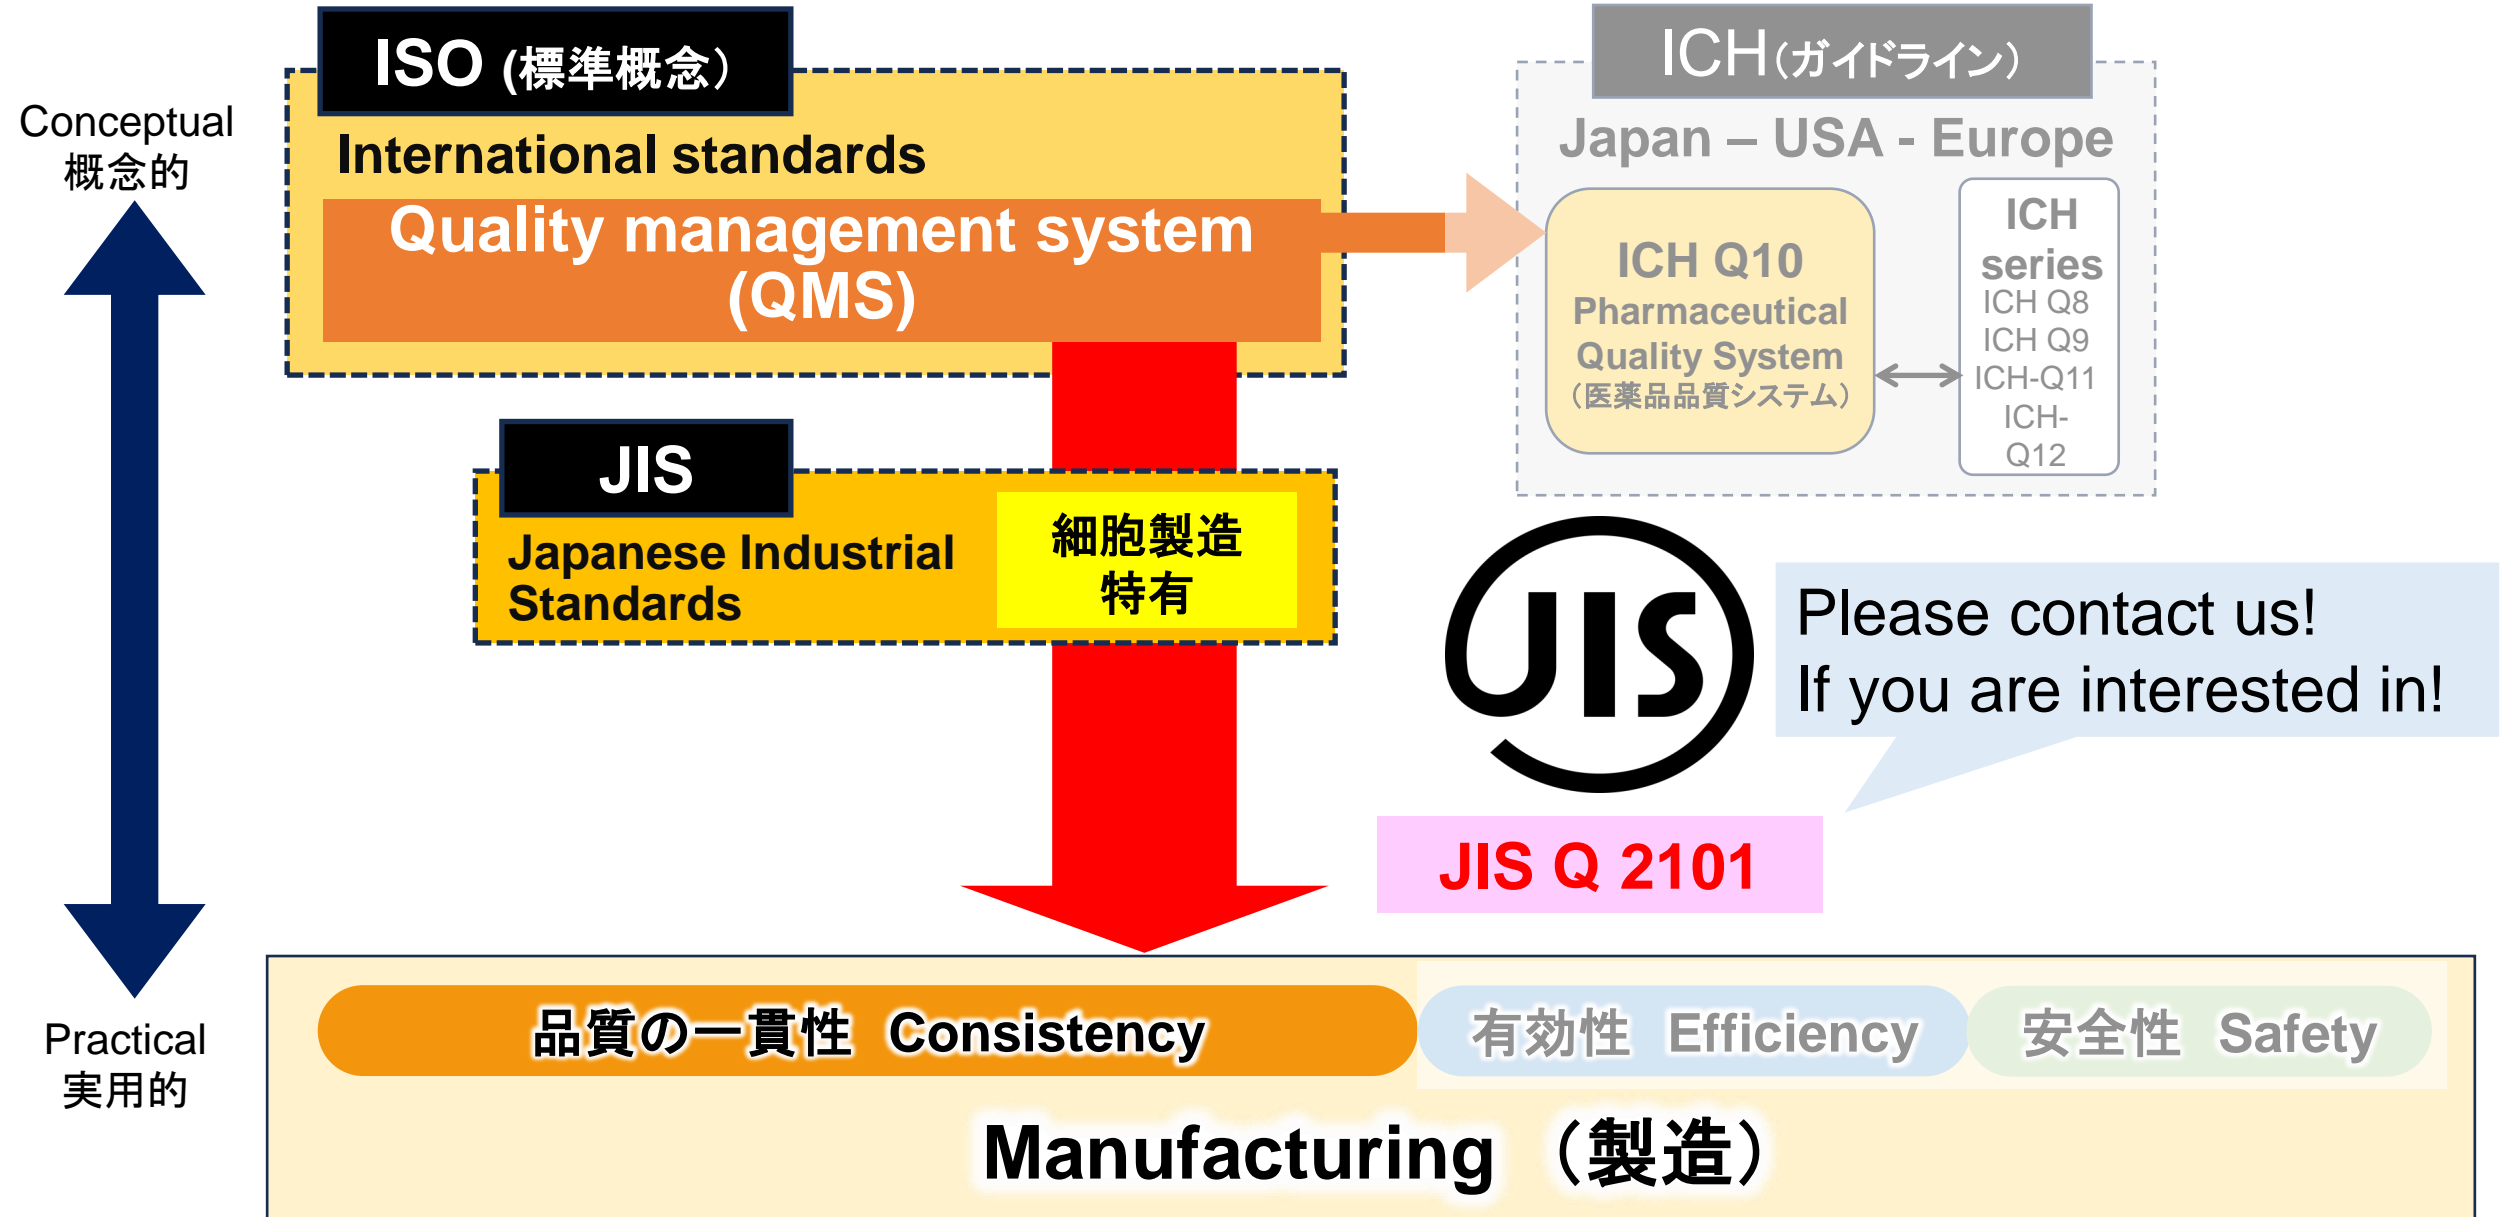 ISO (標準概念)
International standards
Quality management system
(QMS)
Conceptual
概念的
ICH(ガイドライン)
Japan – USA - Europe
ICH Q10
Pharmaceutical
Quality System
(医薬品品質システム)
ICH
series
ICH Q8
ICH Q9
ICH-Q11
ICH-
Q12
JIS
Japanese Industrial
Standards
細胞製造
特有
JIS
Please contact us!
If you are interested in!
JIS Q 2101
Practical
実用的
品質の一貫性 Consistency
有効性 Efficiency
安全性 Safety
Manufacturing (製造)